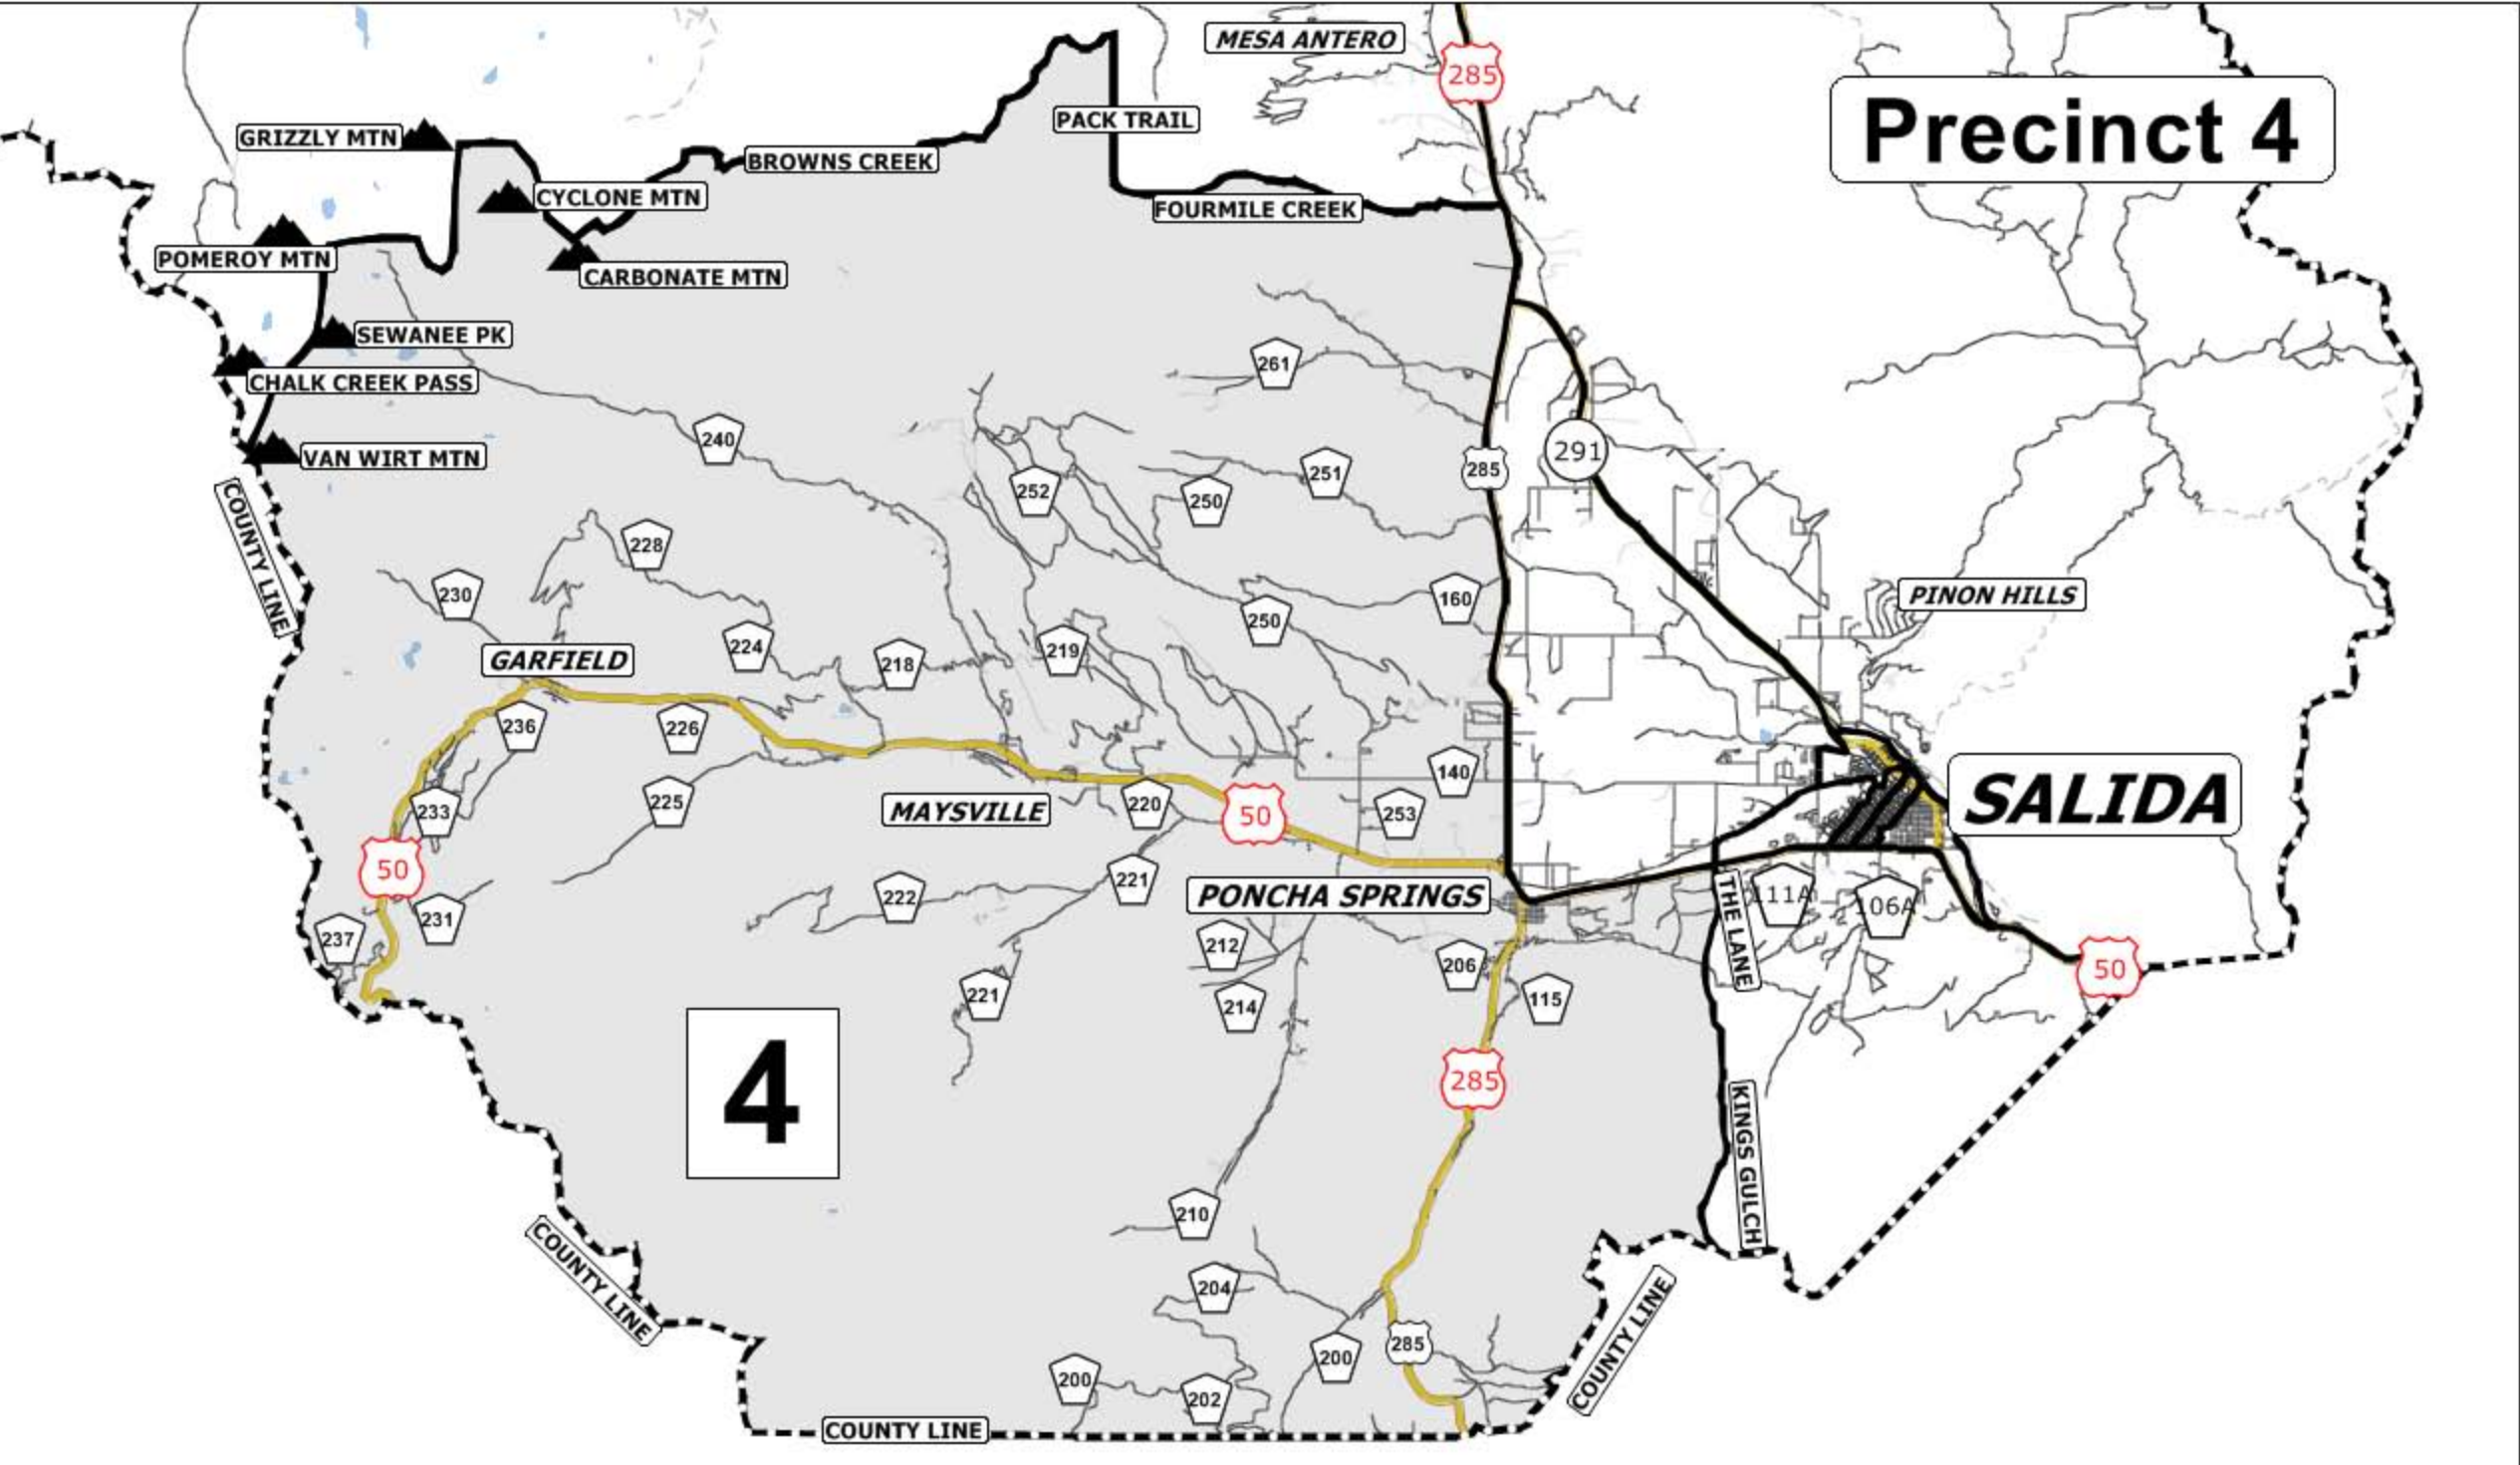 MESA ANTERO
285
Precinct 4
PACK TRAIL
GRIZZLY MTN
BROWNS CREEK
CYCLONE MTN
FOURMILE CREEK
POMEROY MTN
CARBONATE MTN
SEWANEE PK
261
CHALK CREEK PASS
240
291
VAN WIRT MTN
285
251
252
250
COUNTY LINE
228
230
160
PINON HILLS
250
224
219
GARFIELD
218
236
226
140
SALIDA
225
MAYSVILLE
220
233
50
253
50
221
PONCHA SPRINGS
222
111A
106A
231
THE LANE
237
212
206
50
221
115
214
4
285
KINGS GULCH
210
COUNTY LINE
204
COUNTY LINE
285
200
200
202
COUNTY LINE